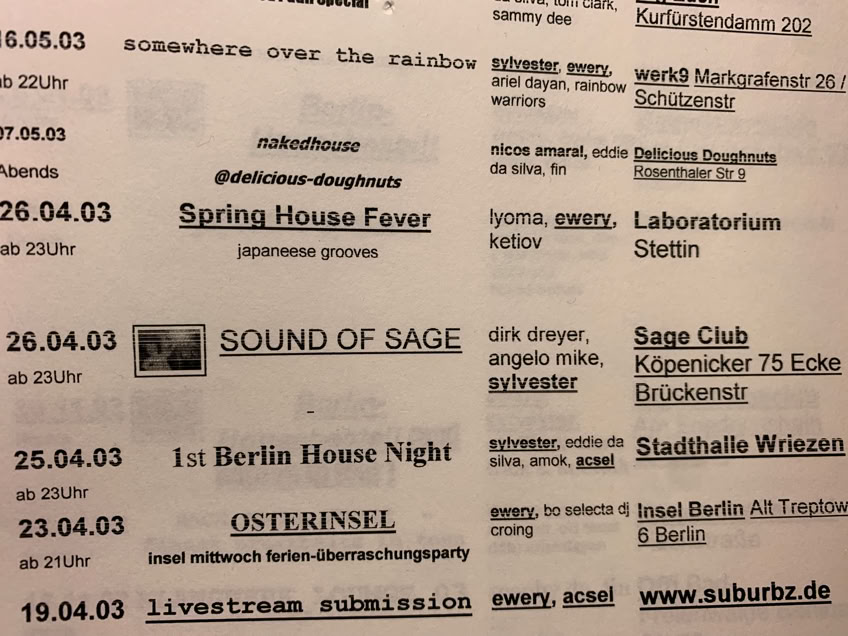 sammy dee
Kurfürstendamm 202
16.05.03
ab 22Uhr
somewhere over the rainbow
sylvester, ewery,
ariel dayan, rainbow
warriors
werk9 Markgrafenstr 26 /
Schützenstr
07.05.03
Abends
nakedhouse
@delicious-doughnuts
nicos amaral, eddie
da silva, fin
Delicious Doughnuts
Rosenthaler Str 9
26.04.03
ab 23Uhr
Spring House Fever
japaneese grooves
lyoma, ewery,
ketiov
Laboratorium
Stettin
26.04.03
ab 23Uhr
SOUND OF SAGE
dirk dreyer,
angelo mike,
sylvester
Sage Club
Köpenicker 75 Ecke
Brückenstr
25.04.03
ab 23Uhr
1st Berlin House Night
sylvester, eddie da
silva, amok, acsel
Stadthalle Wriezen
23.04.03
ab 21Uhr
OSTERINSEL
insel mittwoch ferien-überraschungsparty
ewery, bo selecta dj
croing
Insel Berlin Alt Treptow
6 Berlin
19.04.03
livestream submission
ewery, acsel
www.suburbz.de